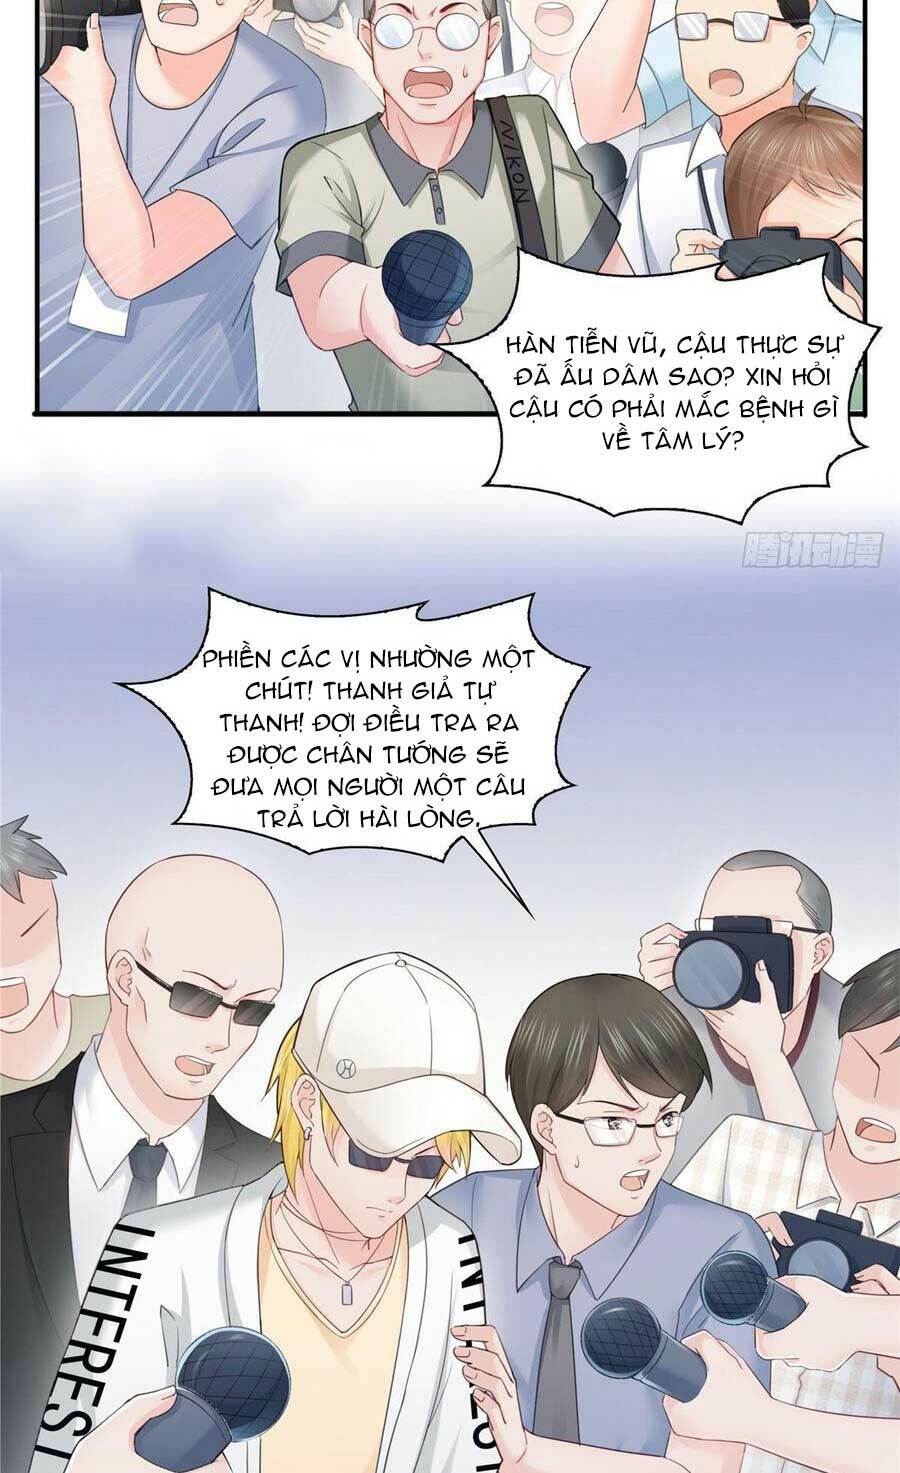 NIKON
HÀN TIỄN VŨ, CẬU THỰC SỰ
ĐÃ ẤU DÂM SAO? XIN HỎI
CẬU CÓ PHẢI MẮC BỆNH GÌ
VỀ TÂM LÝ?
腾讯动漫
PHIỀN CÁC VỊ NHƯỜNG MỘT
CHÚT! THANH GIẢ TỰ
THANH! ĐỢI ĐIỀU TRA RA
ĐƯỢC CHÂN TƯỚNG SẼ
ĐƯA MỌI NGƯỜI MỘT CÂU
TRẢ LỜI HÀI LÒNG.
INTEREST